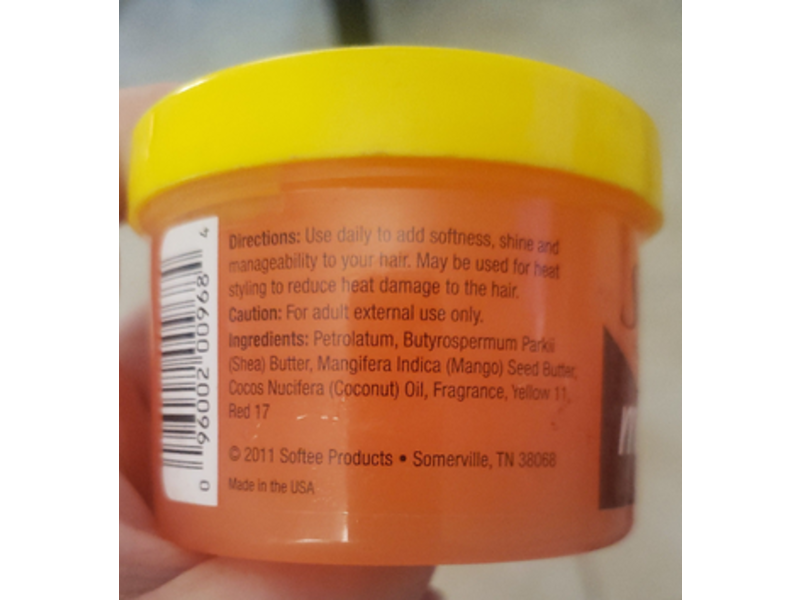 Directions: Use daily to add softness, shine and
manageability to your hair. May be used for heat
styling to reduce heat damage to the hair.
Caution: For adult external use only.
Ingredients: Petrolatum, Butyrospermum Parkii
(Shea) Butter, Mangifera Indica (Mango) Seed Butter,
Cocos Nucifera (Coconut) Oil, Fragrance, Yellow 11,
Red 17
© 2011 Softee Products • Somerville, TN 38068
Made in the USA
0 96002 00968 4